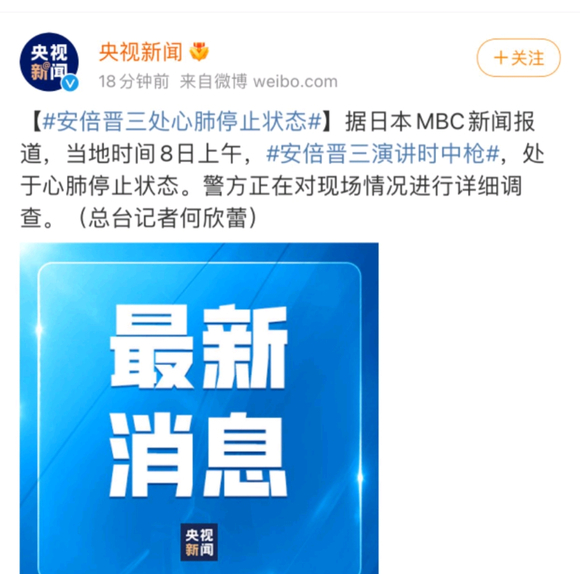 央视新闻
央视
新闻
+关注
18分钟前 来自微博 weibo.com
【#安倍晋三处心肺停止状态#】据日本MBC新闻报
道，当地时间8日上午，#安倍晋三演讲时中枪#，处
于心肺停止状态。警方正在对现场情况进行详细调
查。（总台记者何欣蕾）
最新
消息
央视
新闻